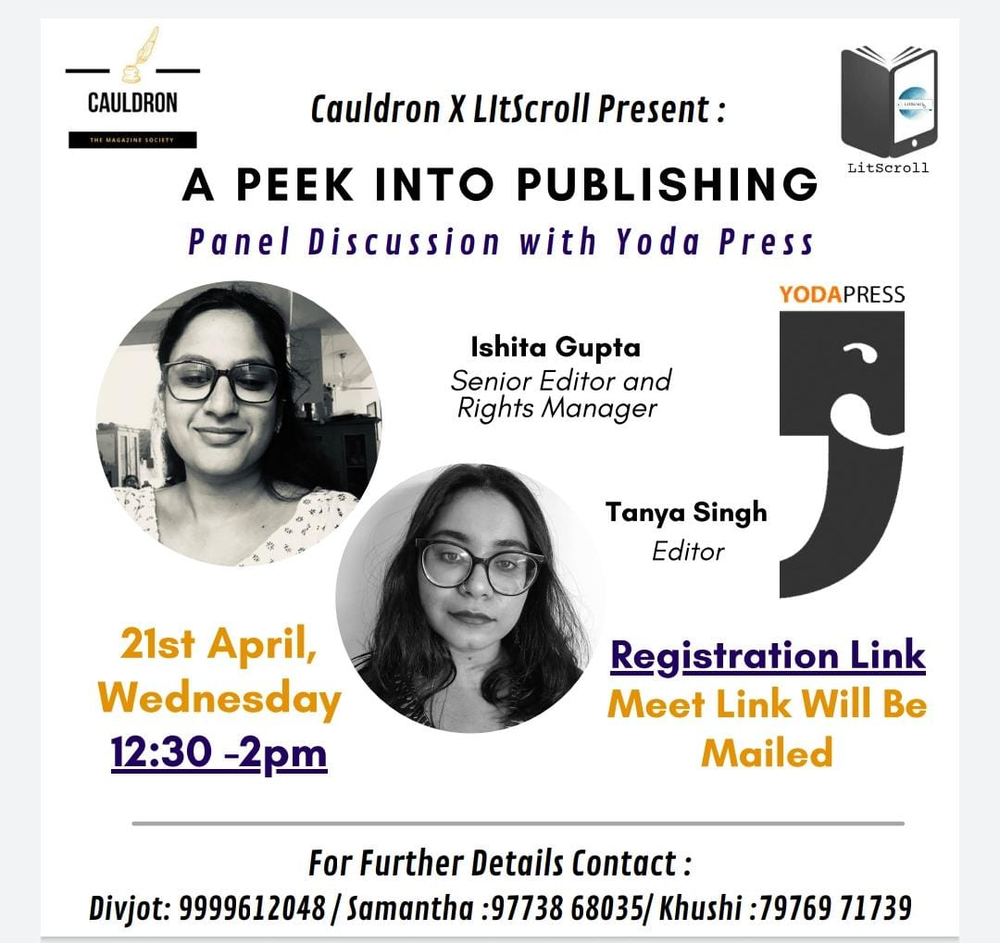 CAULDRON
THE MAGAZINE SOCIETY
LitScroll
Cauldron X LItScroll Present :
A PEEK INTO PUBLISHING
Panel Discussion with Yoda Press
YODAPRESS
Ishita Gupta
Senior Editor and
Rights Manager
Tanya Singh
Editor
21st April,
Wednesday
12:30 -2pm
Registration Link
Meet Link Will Be
Mailed
For Further Details Contact :
Divjot: 9999612048 / Samantha :97738 68035/ Khushi :79769 71739